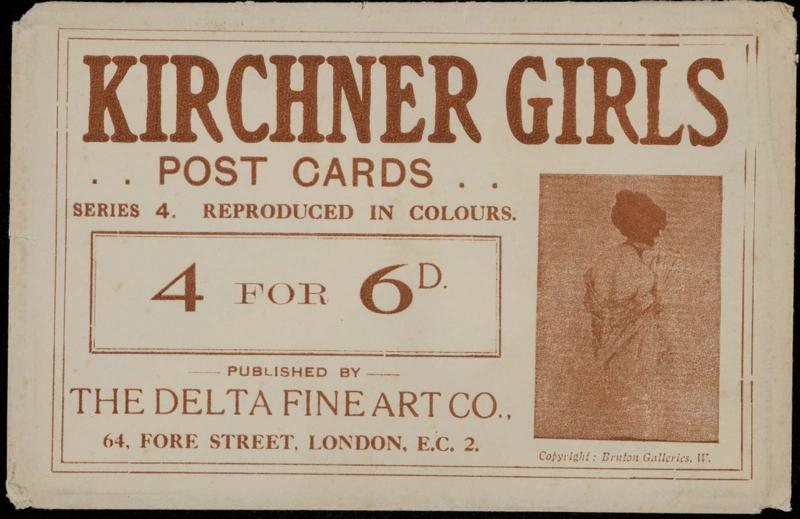 KIRCHNER GIRLS
. . POST CARDS . .
SERIES 4. REPRODUCED IN COLOURS.
4 FOR 6D.
PUBLISHED BY
THE DELTA FINE ART CO.,
64, FORE STREET, LONDON, E.C. 2.
Copyright : Bruton Galleries, W.